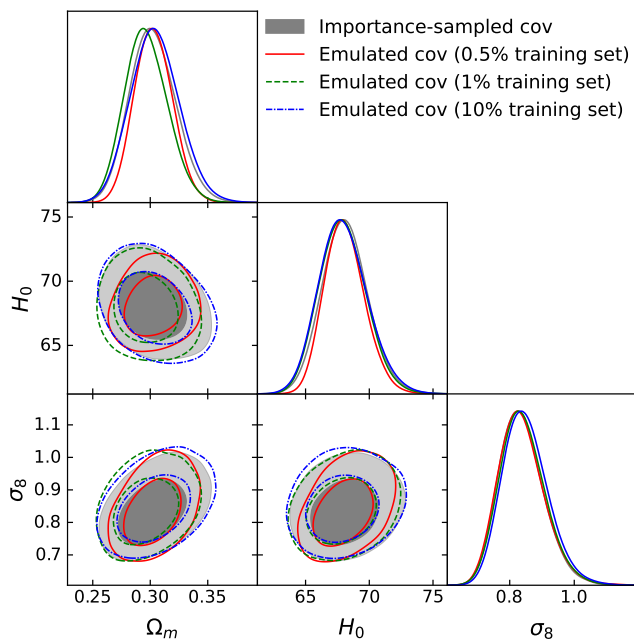 Importance-sampled cov
Emulated cov (0.5% training set)
Emulated cov (1% training set)
Emulated cov (10% training set)
75
70
65
H₀
1.1
1.0
0.9
0.8
0.7
σ₈
0.25 0.30 0.35
65 70 75
0.8 1.0
Ωₘ H₀ σ₈